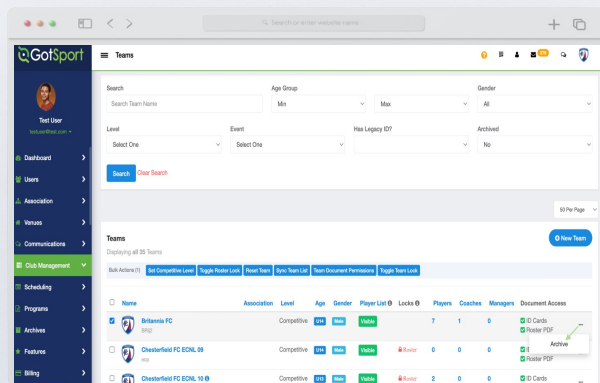 Search or enter website name
GotSport
Teams
Test User
testuser@test.com
Dashboard
Users
Association
Venues
Communications
Club Management
Scheduling
Programs
Archives
Features
Billing
Search
Age Group
Gender
Search Team Name
Min
Max
All
Level
Event
Has Legacy ID?
Archived
Select One
Select One
No
Search Clear Search
50 Per Page
Teams
New Team
Displaying all 35 Teams
Bulk Actions (1) Set Competitive Level Toggle Roster Lock Reset Team Sync Team List Team Document Permissions Toggle Team Lock
Name Association Level Age Gender Player List Locks Players Coaches Managers Document Access
Britannia FC Competitive U14 Male Visible 7 1 0 ID Cards
Roster PDF
Archive
Chesterfield FC ECNL 09 Competitive U16 Male Visible Roster 0 0 0
Roster PDF
Chesterfield FC ECNL 10 Competitive U15 Male Visible Roster 2 0 0 ID Cards